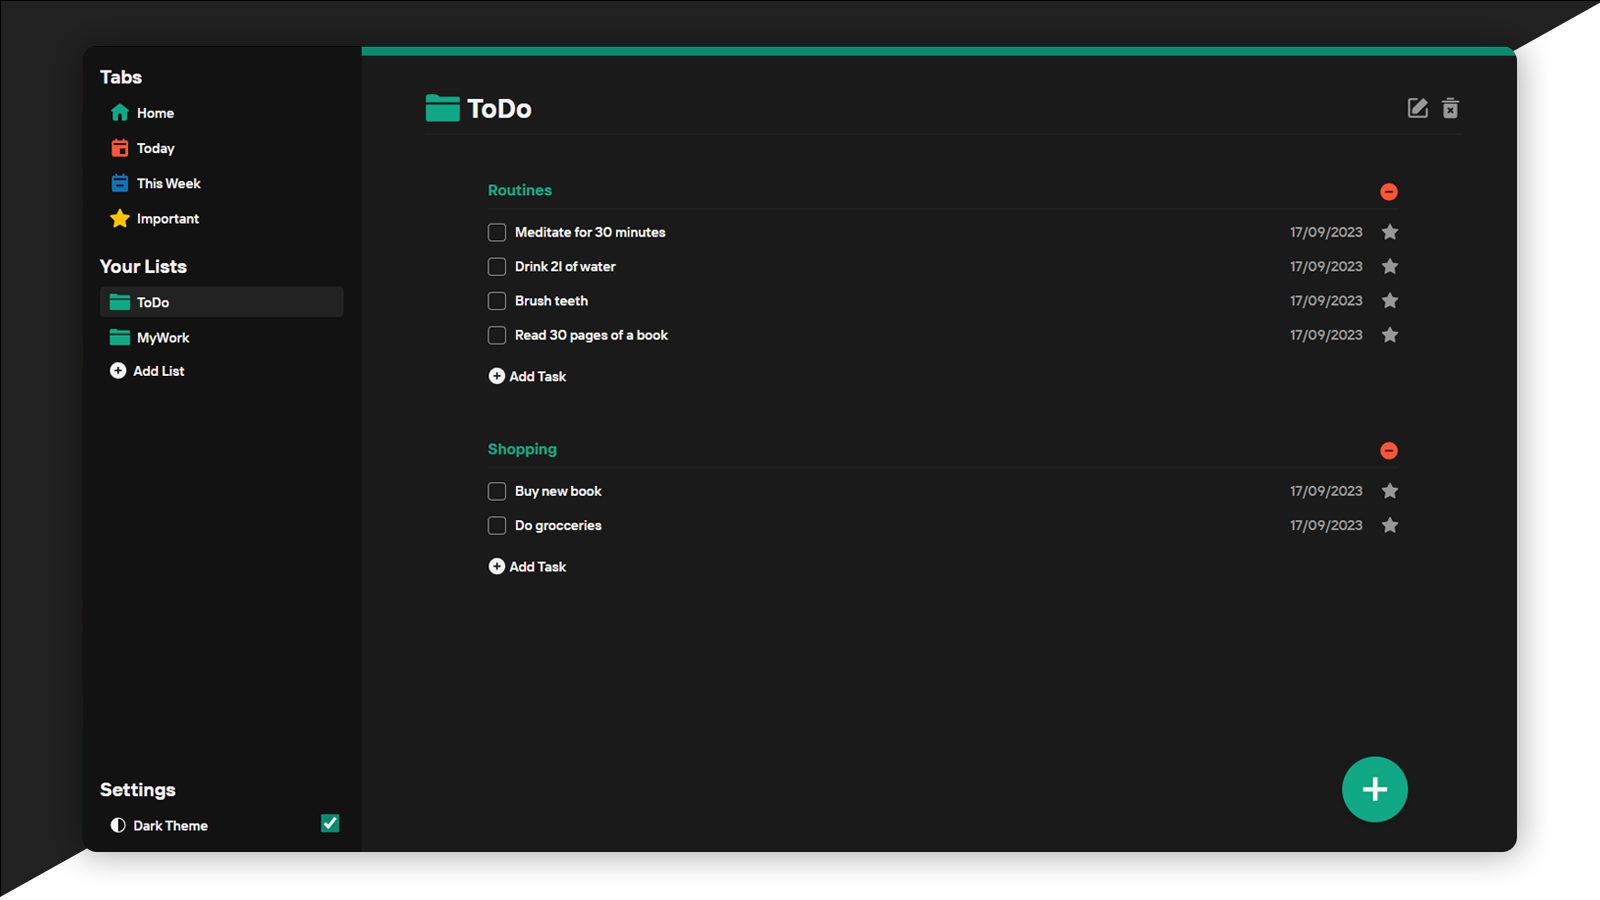 Tabs
Home
Today
This Week
Important
Your Lists
ToDo
MyWork
Add List
Settings
Dark Theme
ToDo
Routines
Meditate for 30 minutes 17/09/2023
Drink 2l of water 17/09/2023
Brush teeth 17/09/2023
Read 30 pages of a book 17/09/2023
Add Task
Shopping
Buy new book 17/09/2023
Do grocceries 17/09/2023
Add Task